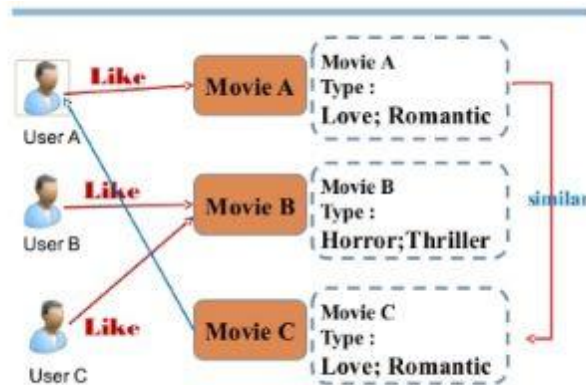 Like
Movie A
Movie A
Type :
Love; Romantic
User A
Like
Movie B
Movie B
Type :
Horror;Thriller
similar
User B
Like
Movie C
Movie C
Type :
Love; Romantic
User C